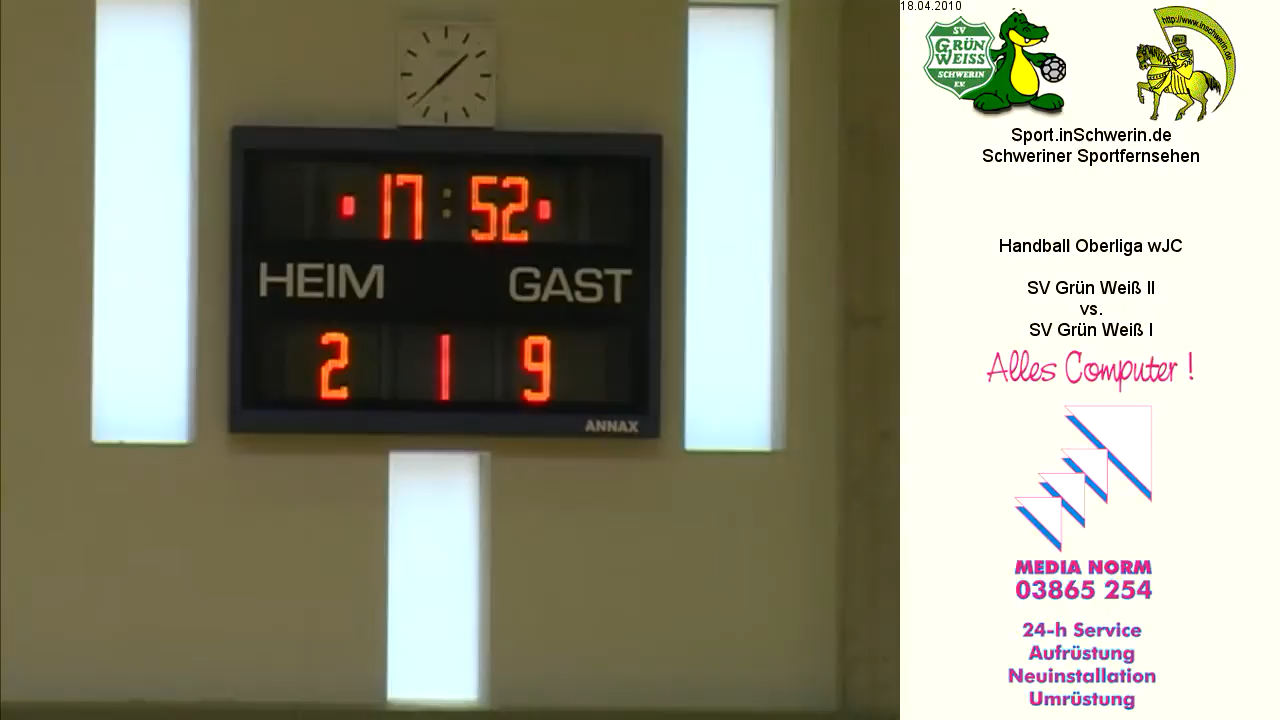 17:52
HEIM GAST
2 1 9
ANNAX
18.04.2010
SV
GRÜN
WEISS
SCHWERIN
E.V.
http://www.inschwerin.de
Sport.inSchwerin.de
Schweriner Sportfernsehen
Handball Oberliga wJC
SV Grün Weiß II
vs.
SV Grün Weiß I
Alles Computer !
MEDIA NORM
03865 254
24-h Service
Aufrüstung
Neuinstallation
Umrüstung